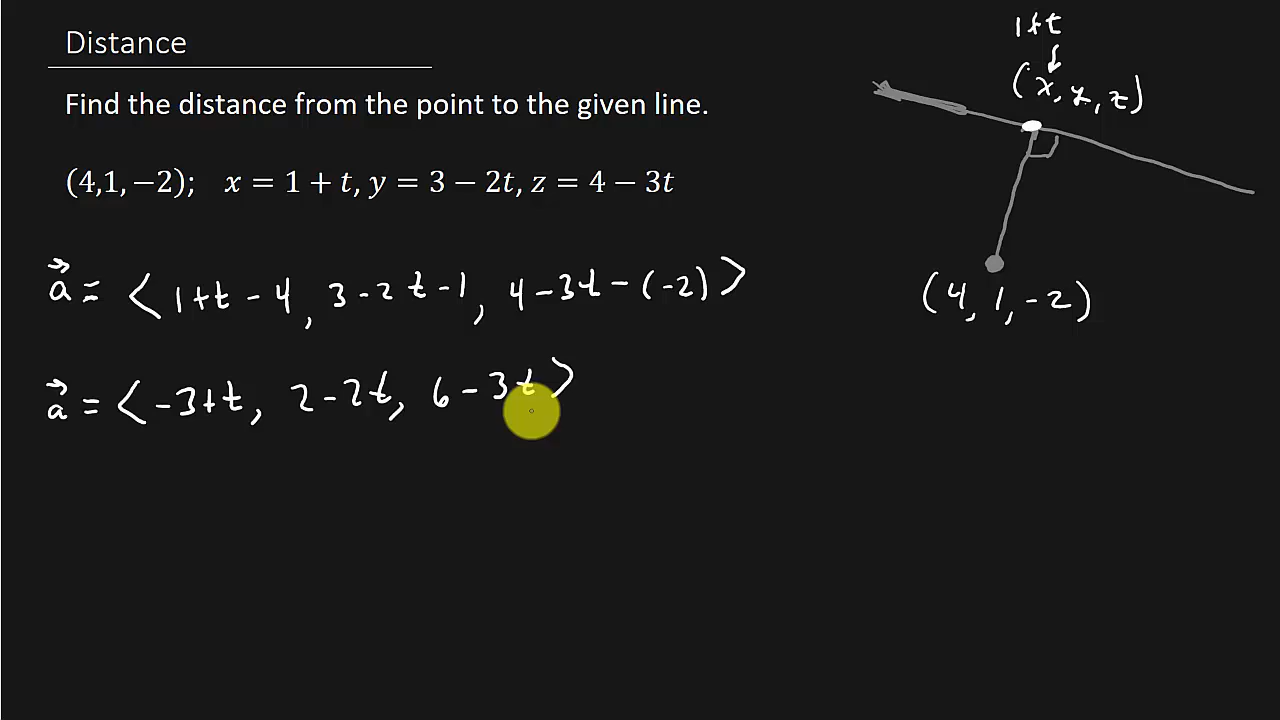 Distance
Find the distance from the point to the given line.
(4,1,−2);   x = 1 + t, y = 3 − 2t, z = 4 − 3t
a⃗ = ⟨1+t − 4, 3 − 2t − 1, 4 − 3t − (−2)⟩
a⃗ = ⟨−3+t, 2 − 2t, 6 − 3t⟩
1+t
(x, y, z)
(4, 1, −2)